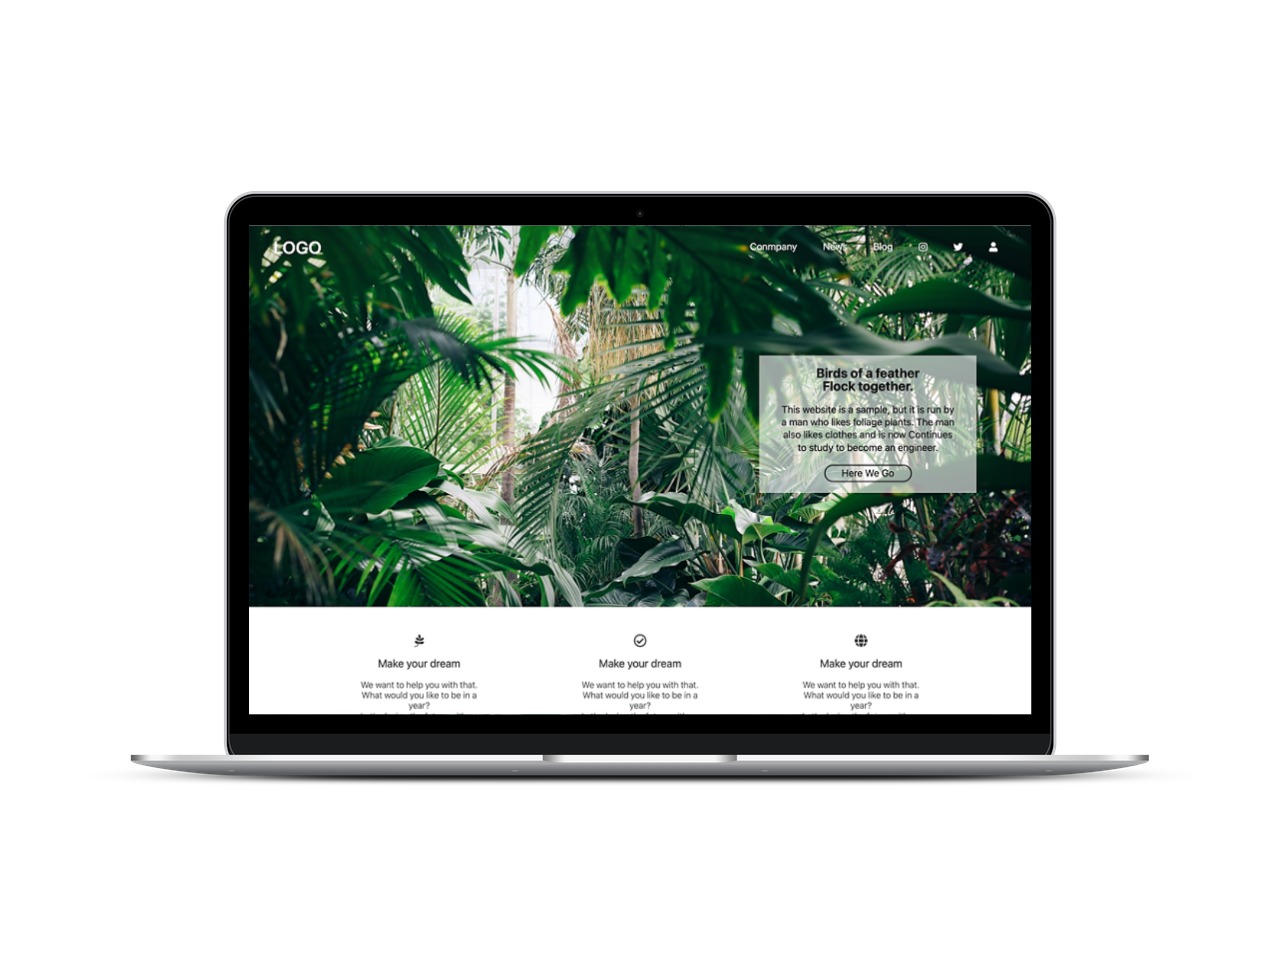 LOGO
Conmpany News Blog
Birds of a feather
Flock together.
This website is a sample, but it is run by
a man who likes foliage plants. The man
also likes clothes and is now Continues
to study to become an engineer.
Here We Go
Make your dream Make your dream Make your dream
We want to help you with that. We want to help you with that. We want to help you with that.
What would you like to be in a What would you like to be in a What would you like to be in a
year? year? year?